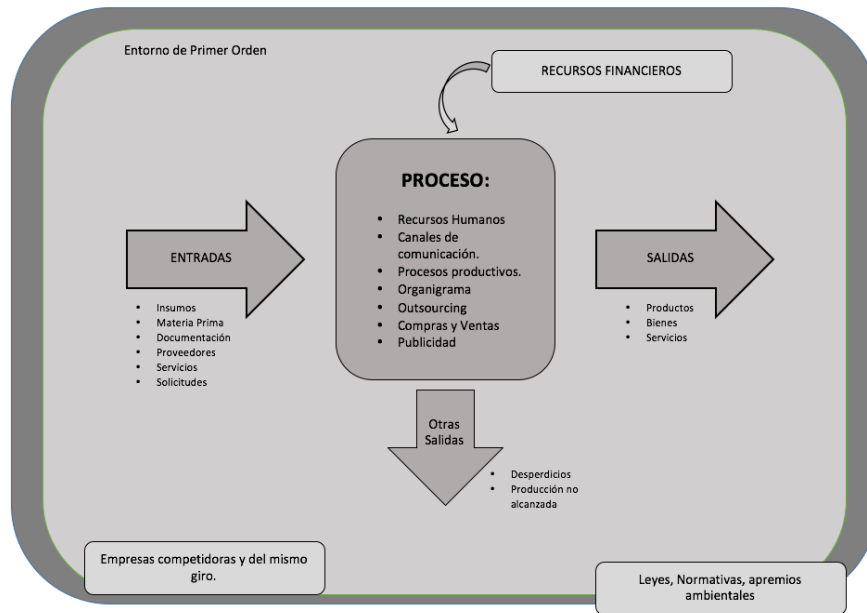 Entorno de Primer Orden
RECURSOS FINANCIEROS
PROCESO:
• Recursos Humanos
• Canales de
comunicación.
• Procesos productivos.
• Organigrama
• Outsourcing
• Compras y Ventas
• Publicidad
ENTRADAS
• Insumos
• Materia Prima
• Documentación
• Proveedores
• Servicios
• Solicitudes
SALIDAS
• Productos
• Bienes
• Servicios
Otras
Salidas
• Desperdicios
• Producción no
alcanzada
Empresas competidoras y del mismo
giro.
Leyes, Normativas, apremios
ambientales